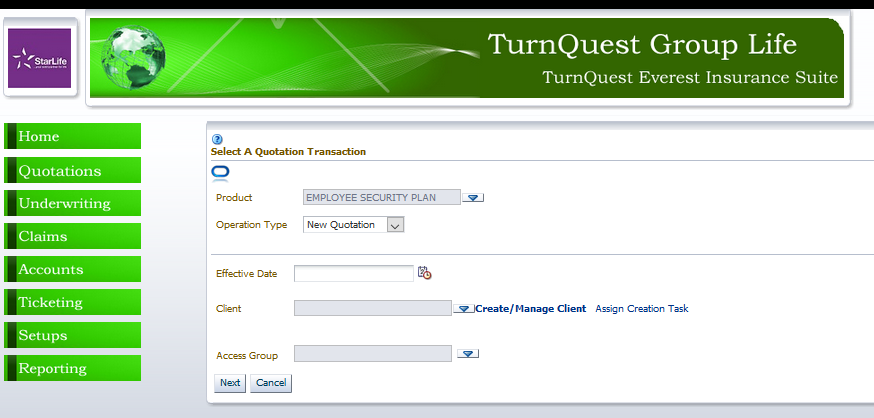 StarLife
TurnQuest Group Life
TurnQuest Everest Insurance Suite
Home
Quotations
Underwriting
Claims
Accounts
Ticketing
Setups
Reporting
?
Select A Quotation Transaction
Product EMPLOYEE SECURITY PLAN
Operation Type New Quotation
Effective Date
Client Create/Manage Client Assign Creation Task
Access Group
Next Cancel